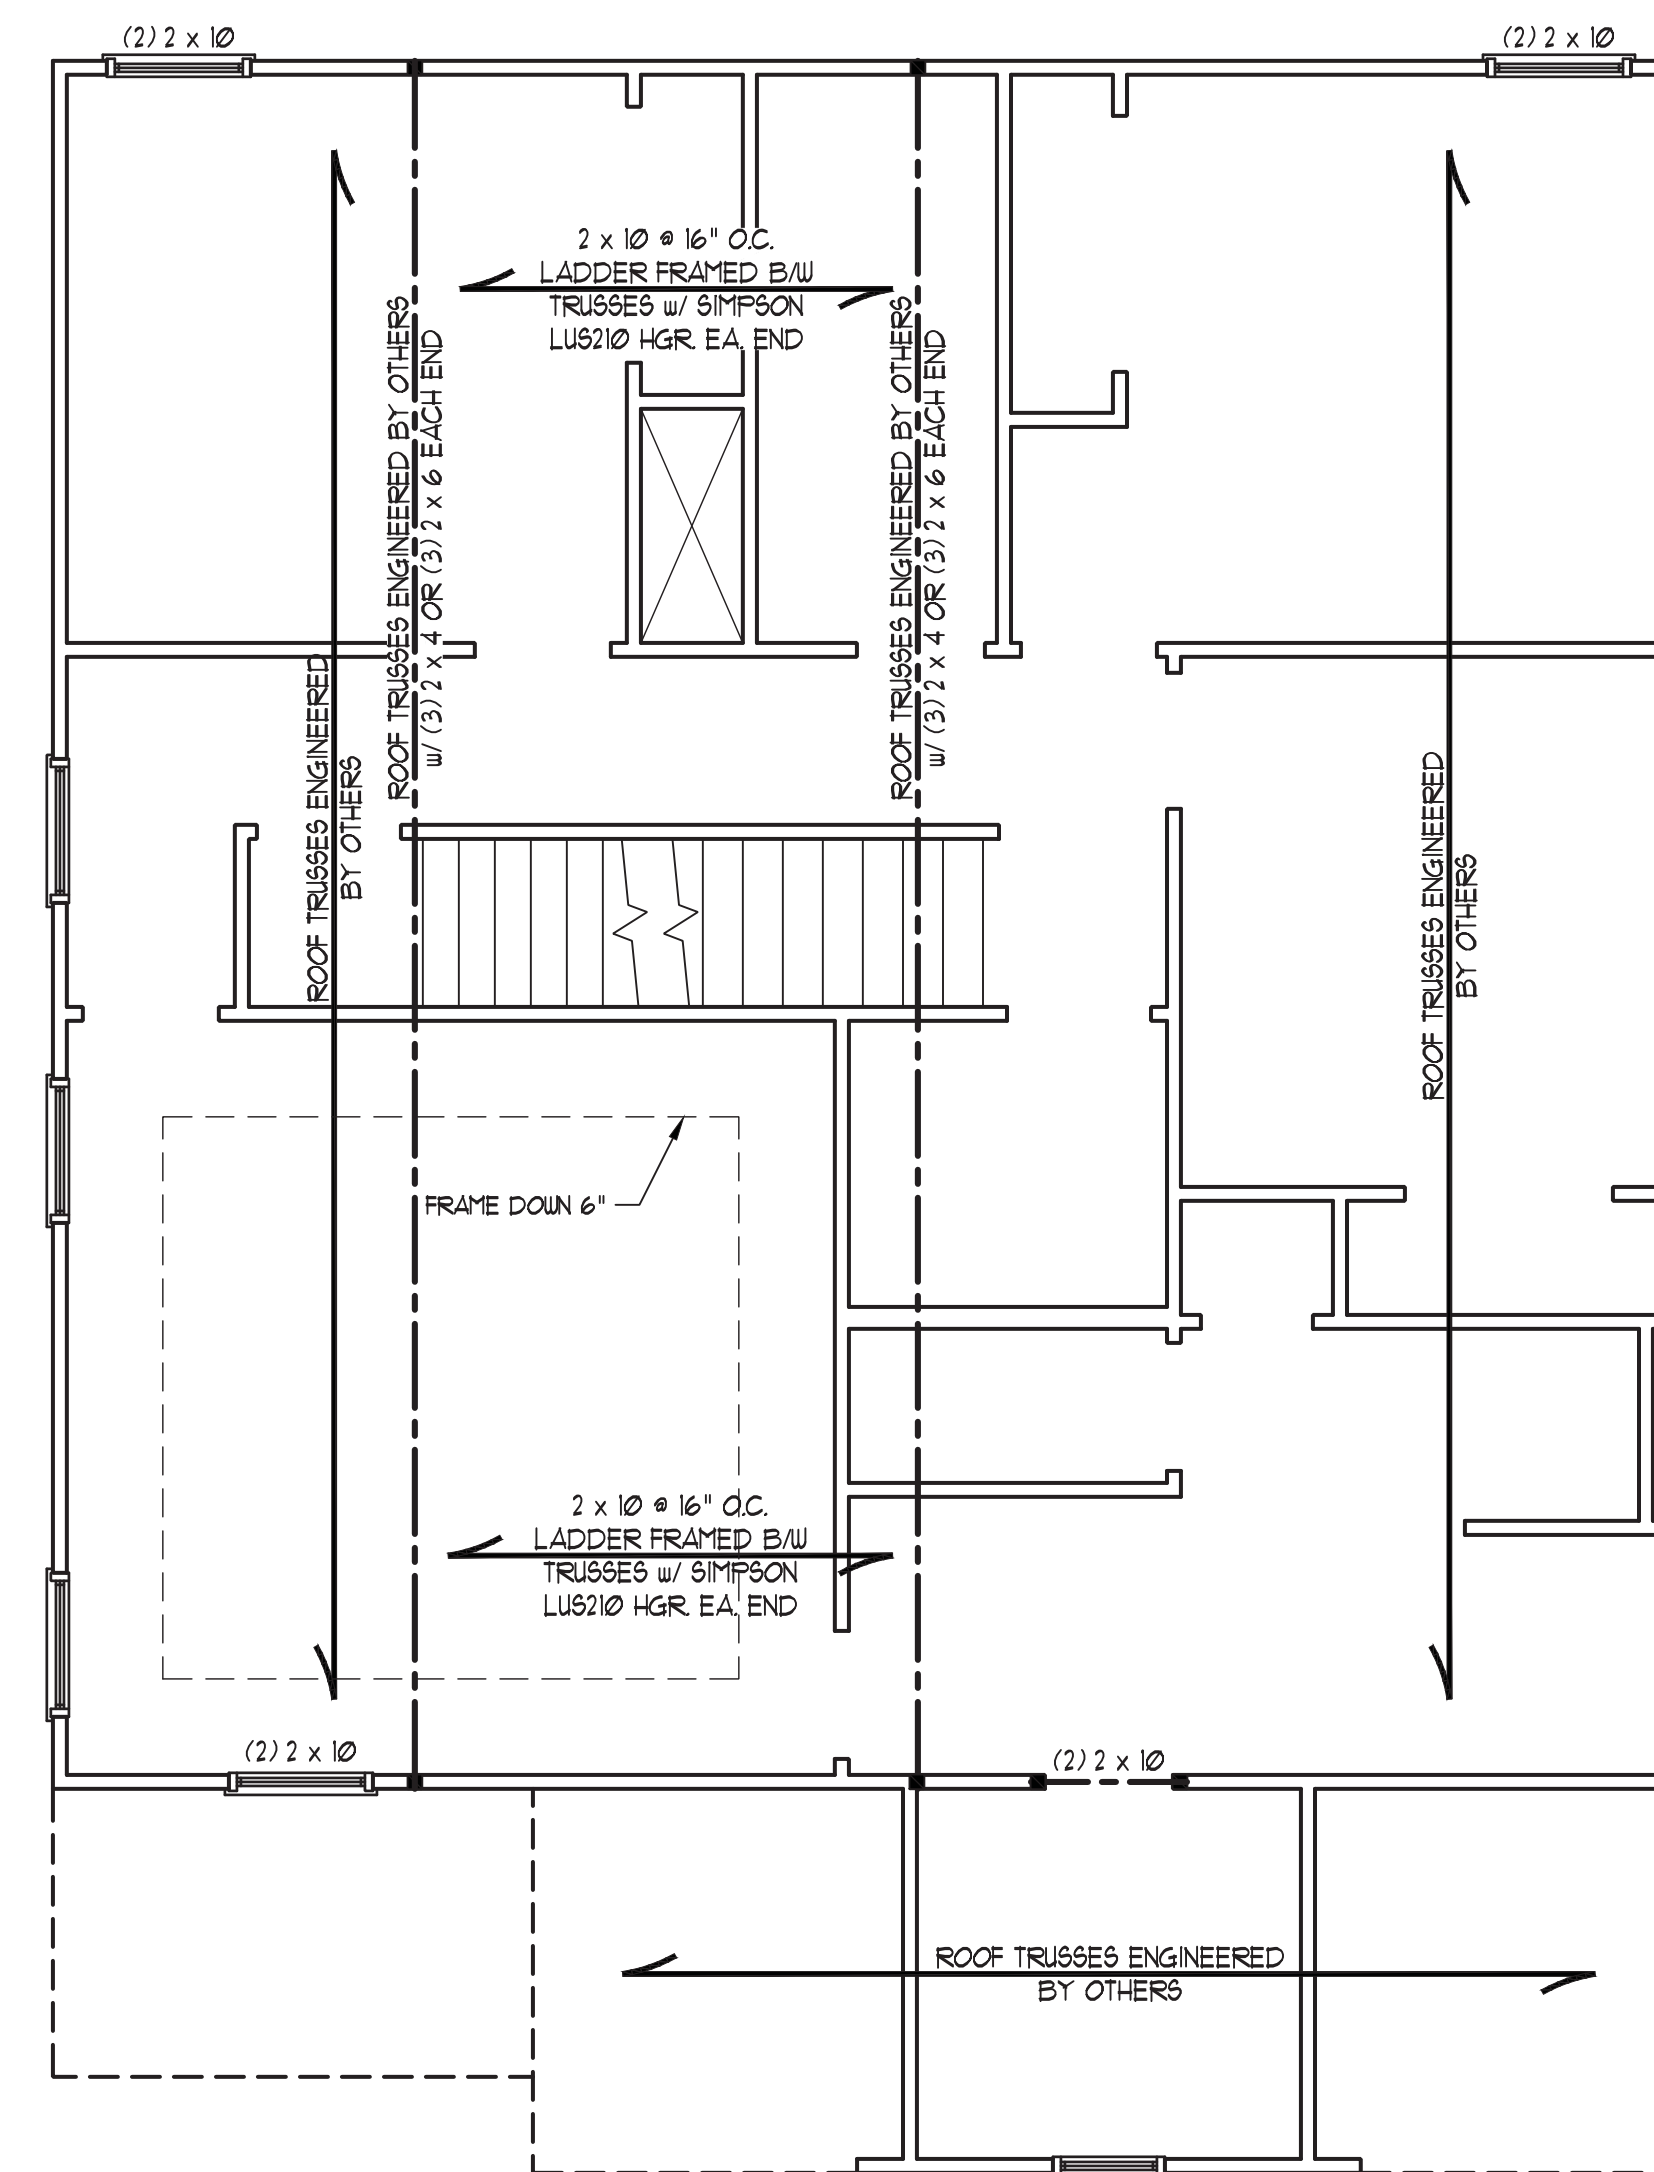 (2) 2 x 10
(2) 2 x 10
2 x 10 @ 16" O.C.
LADDER FRAMED B/W
TRUSSES w/ SIMPSON
LUS210 HGR. EA. END
ROOF TRUSSES ENGINEERED BY OTHERS
w/ (3) 2 x 4 OR (3) 2 x 6 EACH END
ROOF TRUSSES ENGINEERED BY OTHERS
w/ (3) 2 x 4 OR (3) 2 x 6 EACH END
ROOF TRUSSES ENGINEERED
BY OTHERS
ROOF TRUSSES ENGINEERED
BY OTHERS
FRAME DOWN 6"
2 x 10 @ 16" O.C.
LADDER FRAMED B/W
TRUSSES w/ SIMPSON
LUS210 HGR. EA. END
(2) 2 x 10
(2) 2 x 10
ROOF TRUSSES ENGINEERED
BY OTHERS